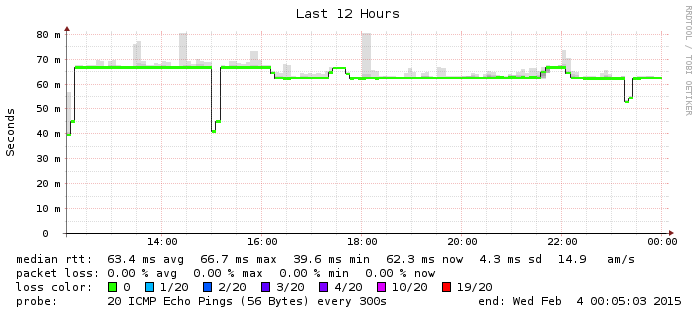 Last 12 Hours
RRDTOOL / TOBI OETIKER
Seconds
80 m
70 m
60 m
50 m
40 m
30 m
20 m
10 m
0
14:00 16:00 18:00 20:00 22:00 00:00
median rtt: 63.4 ms avg 66.7 ms max 39.6 ms min 62.3 ms now 4.3 ms sd 14.9 am/s
packet loss: 0.00 % avg 0.00 % max 0.00 % min 0.00 % now
loss color: 0 1/20 2/20 3/20 4/20 10/20 19/20
probe: 20 ICMP Echo Pings (56 Bytes) every 300s end: Wed Feb 4 00:05:03 2015